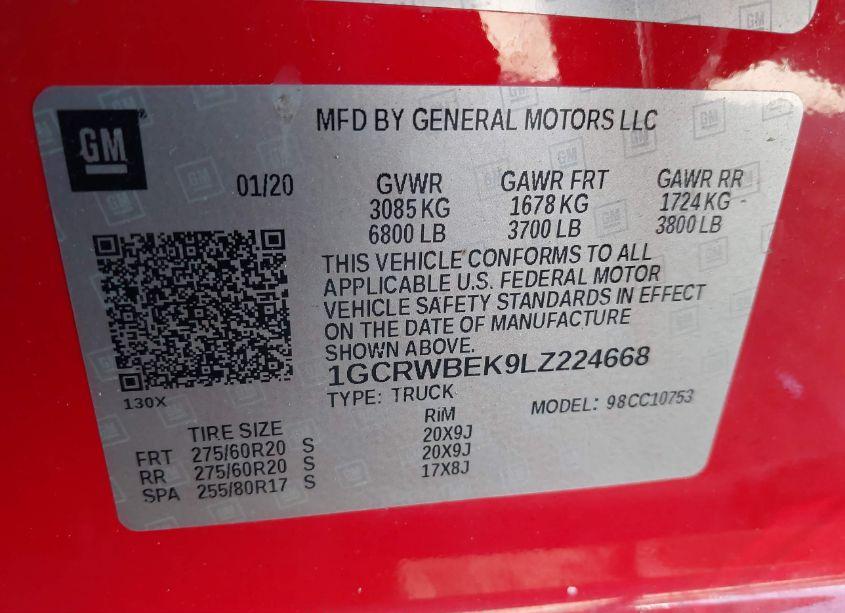 GM
GM
MFD BY GENERAL MOTORS LLC
01/20 GVWR GAWR FRT GAWR RR
3085 KG 1678 KG 1724 KG
6800 LB 3700 LB 3800 LB
THIS VEHICLE CONFORMS TO ALL
APPLICABLE U.S. FEDERAL MOTOR
VEHICLE SAFETY STANDARDS IN EFFECT
ON THE DATE OF MANUFACTURE
SHOWN ABOVE.
1GCRWBEK9LZ224668
130X
TYPE: TRUCK MODEL: 98CC10753
TIRE SIZE RIM
FRT 275/60R20 S 20X9J
RR 275/60R20 S 20X9J
SPA 255/80R17 S 17X8J